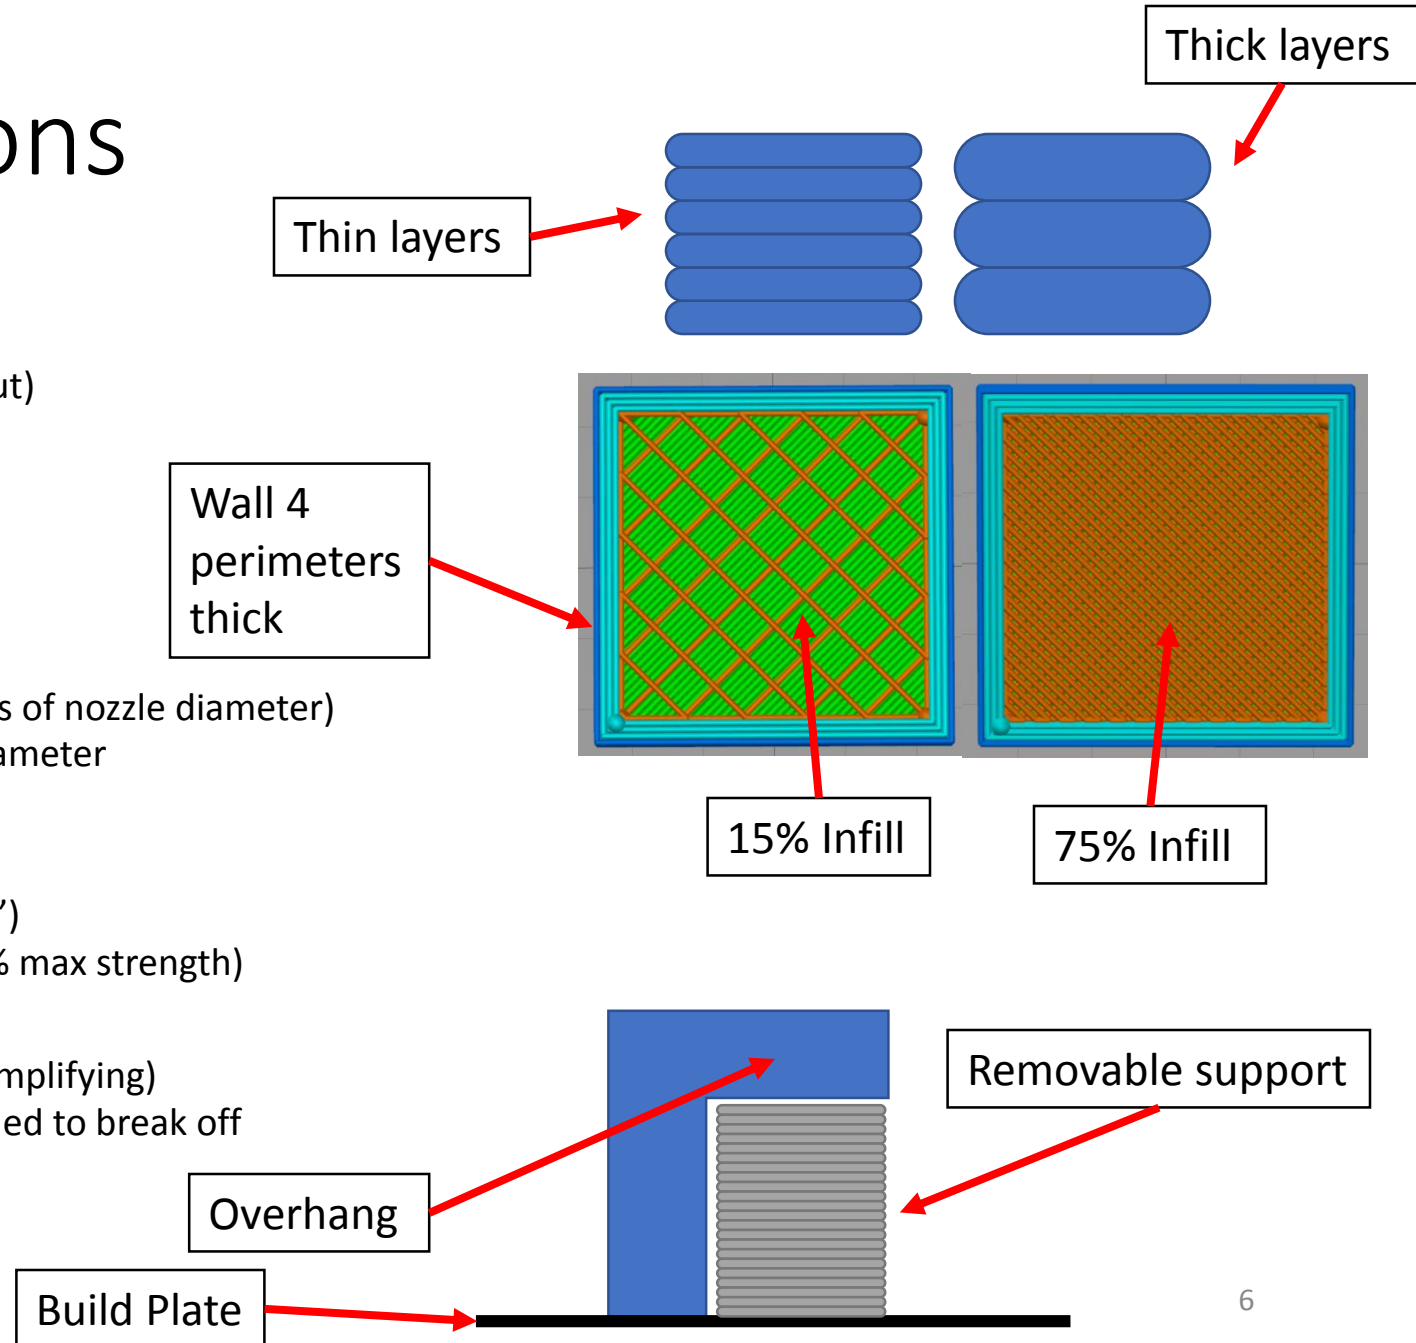 Thick layers
ons
Thin layers
ut)
Wall 4
perimeters
thick
s of nozzle diameter)
ameter
15% Infill
75% Infill
')
% max strength)
mplifying)
ed to break off
Removable support
Overhang
Build Plate
6